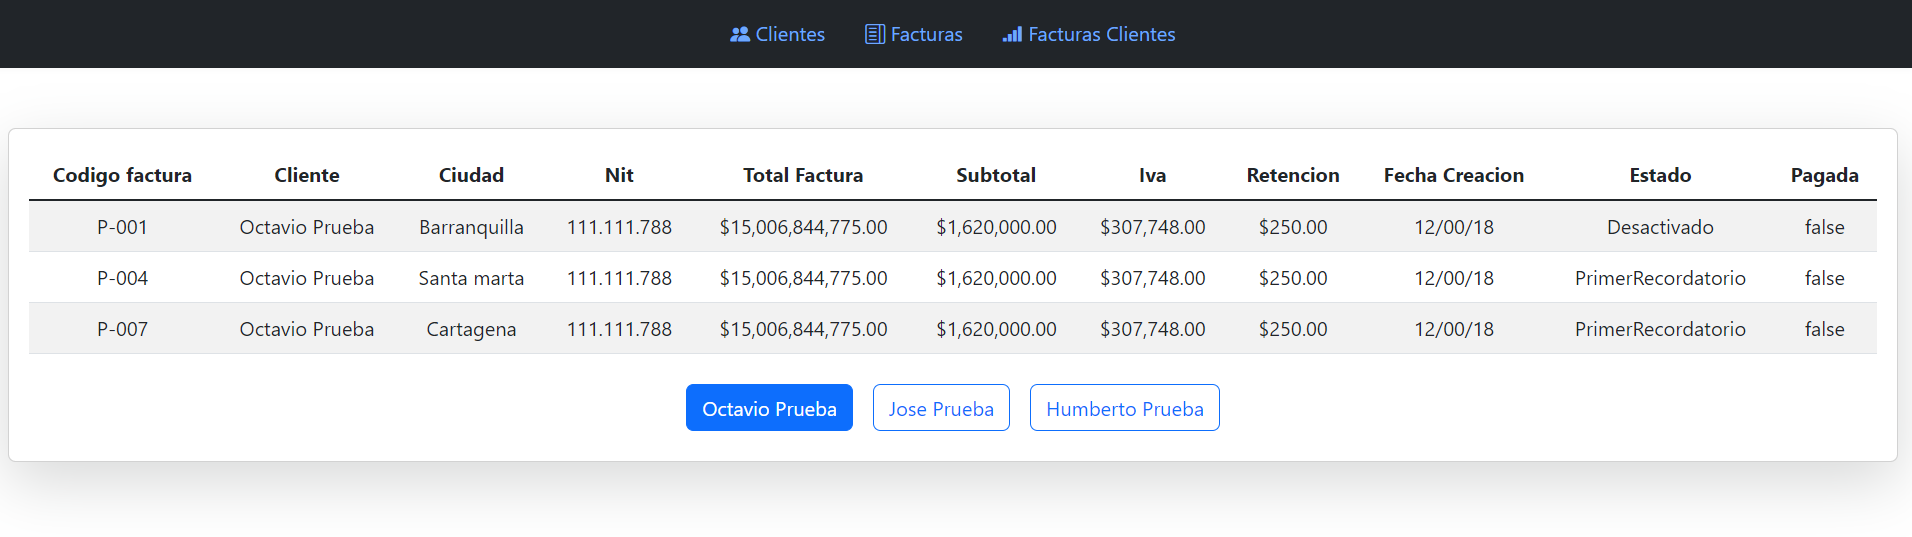 Clientes Facturas Facturas Clientes
Codigo factura Cliente Ciudad Nit Total Factura Subtotal Iva Retencion Fecha Creacion Estado Pagada
P-001 Octavio Prueba Barranquilla 111.111.788 $15,006,844,775.00 $1,620,000.00 $307,748.00 $250.00 12/00/18 Desactivado false
P-004 Octavio Prueba Santa marta 111.111.788 $15,006,844,775.00 $1,620,000.00 $307,748.00 $250.00 12/00/18 PrimerRecordatorio false
P-007 Octavio Prueba Cartagena 111.111.788 $15,006,844,775.00 $1,620,000.00 $307,748.00 $250.00 12/00/18 PrimerRecordatorio false
Octavio Prueba Jose Prueba Humberto Prueba